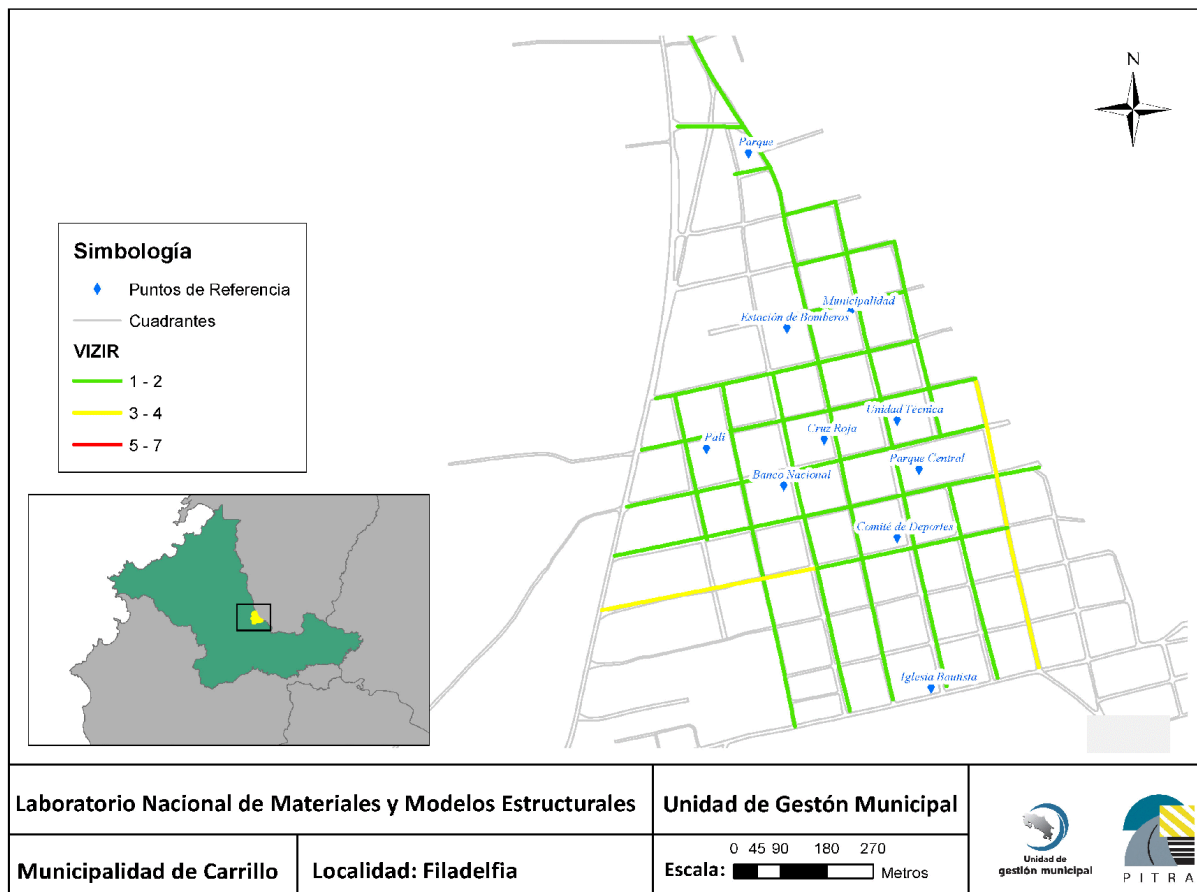 N
Parque
Simbología
Puntos de Referencia
Cuadrantes
VIZIR
1 - 2
3 - 4
5 - 7
Municipalidad
Estación de Bomberos
Unidad Técnica
Cruz Roja
Palí
Parque Central
Banco Nacional
Comité de Deportes
Iglesia Bautista
Laboratorio Nacional de Materiales y Modelos Estructurales
Unidad de Gestón Municipal
Municipalidad de Carrillo
Localidad: Filadelfia
Escala:
0 45 90 180 270
Metros
Unidad de
gestión municipal
PITRA